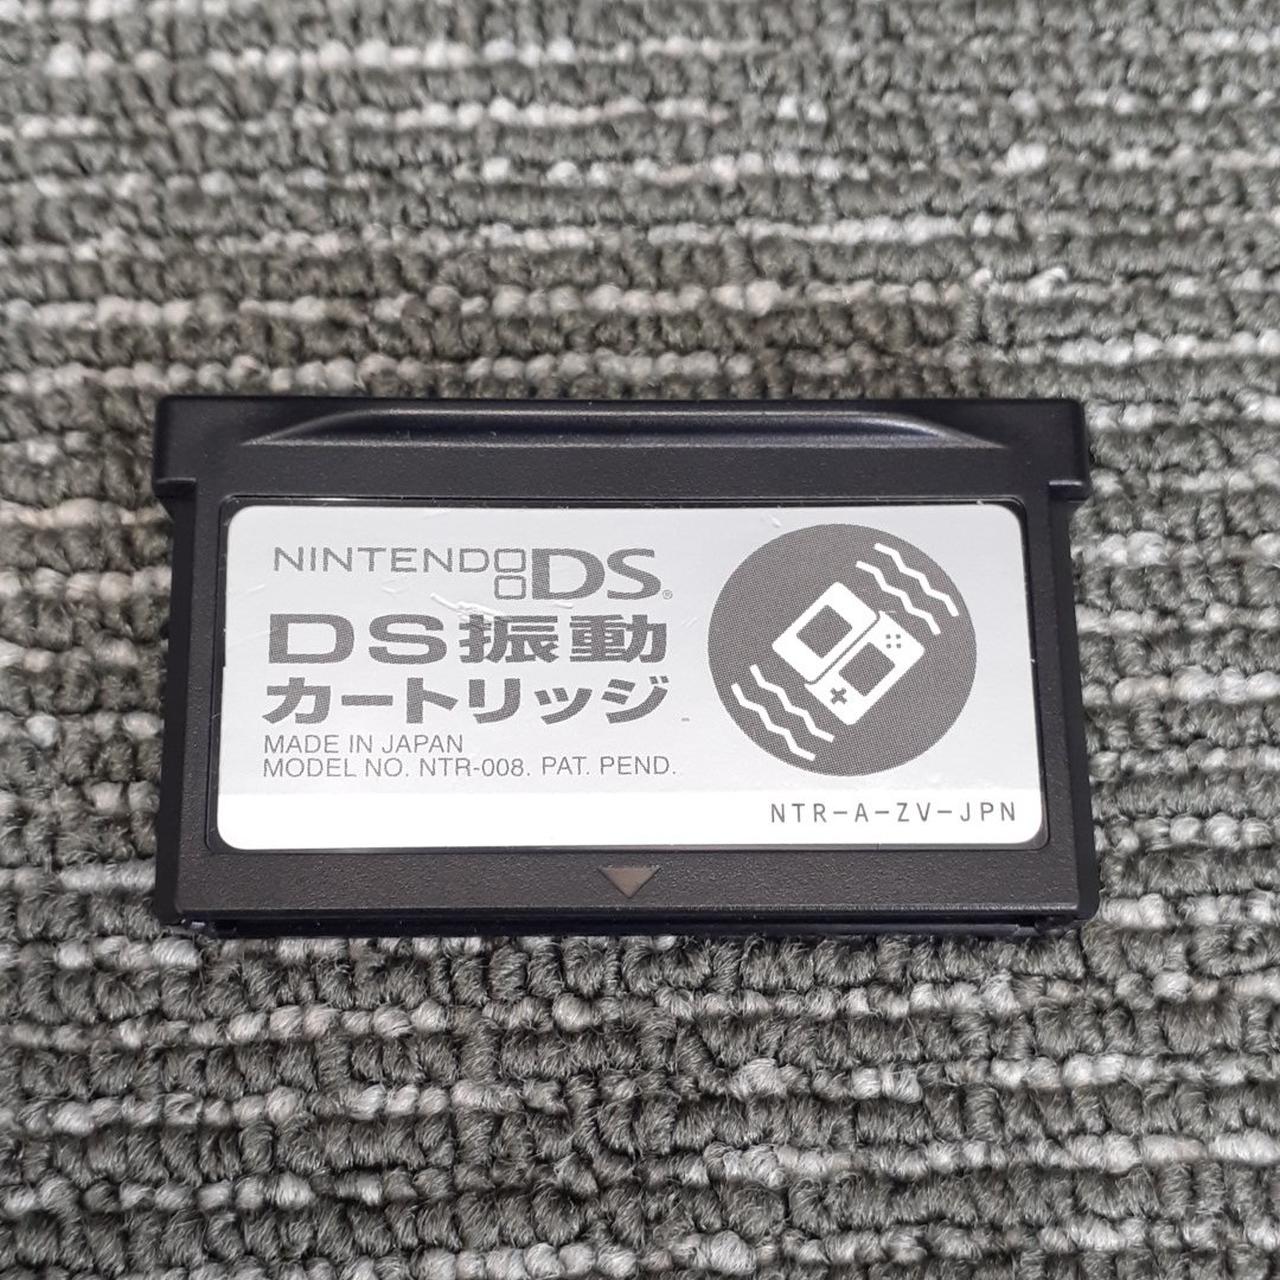 NINTENDO DS®
DS振動
カートリッジ
MADE IN JAPAN
MODEL NO. NTR-008. PAT. PEND.
NTR-A-ZV-JPN